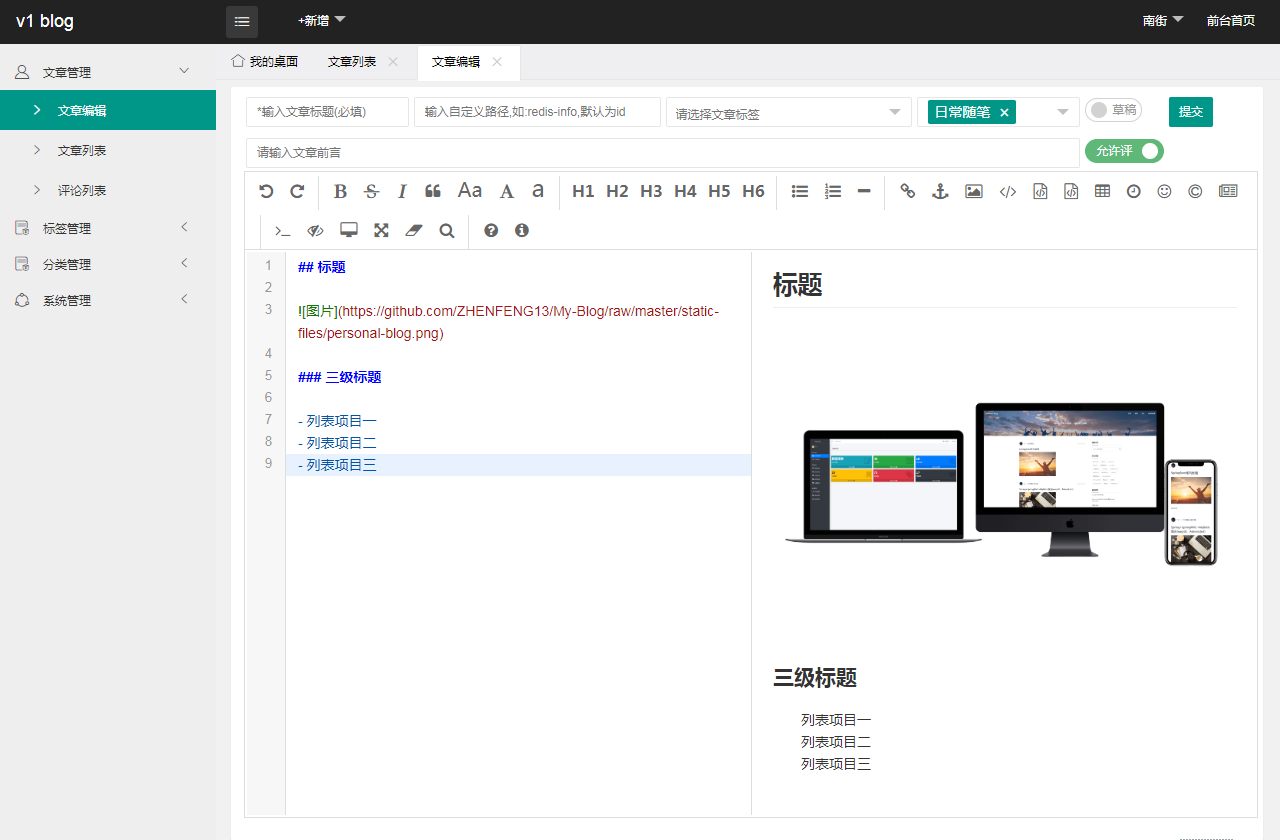 v1 blog
+新增
南街
前台首页
文章管理
文章编辑
文章列表
评论列表
标签管理
分类管理
系统管理
我的桌面
文章列表
文章编辑
*输入文章标题(必填)
输入自定义路径,如:redis-info,默认为id
请选择文章标签
日常随笔
草稿
提交
请输入文章前言
允许评
B S I Aa A a H1 H2 H3 H4 H5 H6
1 ## 标题
2
3 ![图片](https://github.com/ZHENFENG13/My-Blog/raw/master/static-
files/personal-blog.png)
4
5 ### 三级标题
6
7 - 列表项目一
8 - 列表项目二
9 - 列表项目三
标题
三级标题
列表项目一
列表项目二
列表项目三